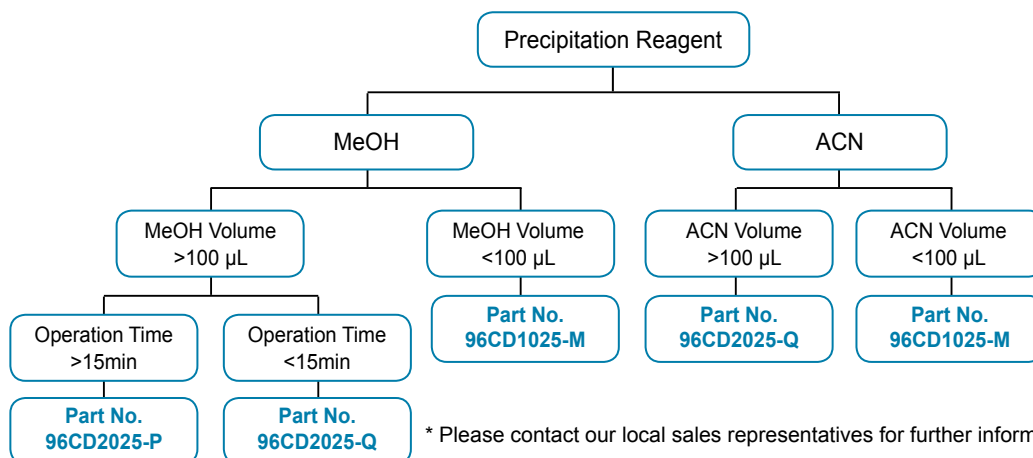 Precipitation Reagent
MeOH
ACN
MeOH Volume
>100 µL
MeOH Volume
<100 µL
ACN Volume
>100 µL
ACN Volume
<100 µL
Operation Time
>15min
Operation Time
<15min
Part No.
96CD1025-M
Part No.
96CD2025-Q
Part No.
96CD1025-M
Part No.
96CD2025-P
Part No.
96CD2025-Q
* Please contact our local sales representatives for further